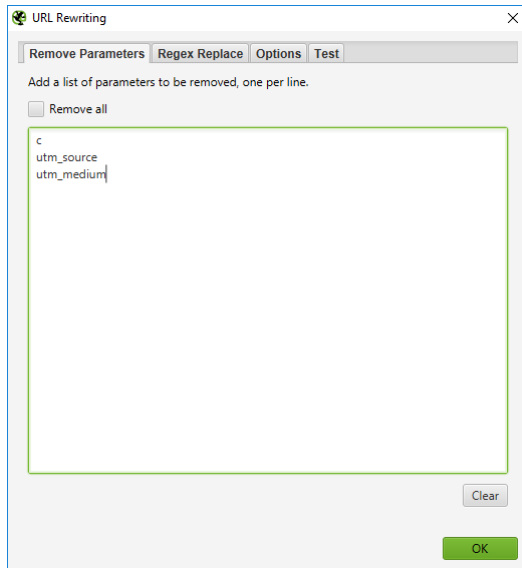 URL Rewriting
Remove Parameters Regex Replace Options Test
Add a list of parameters to be removed, one per line.
Remove all
c
utm_source
utm_medium
Clear
OK